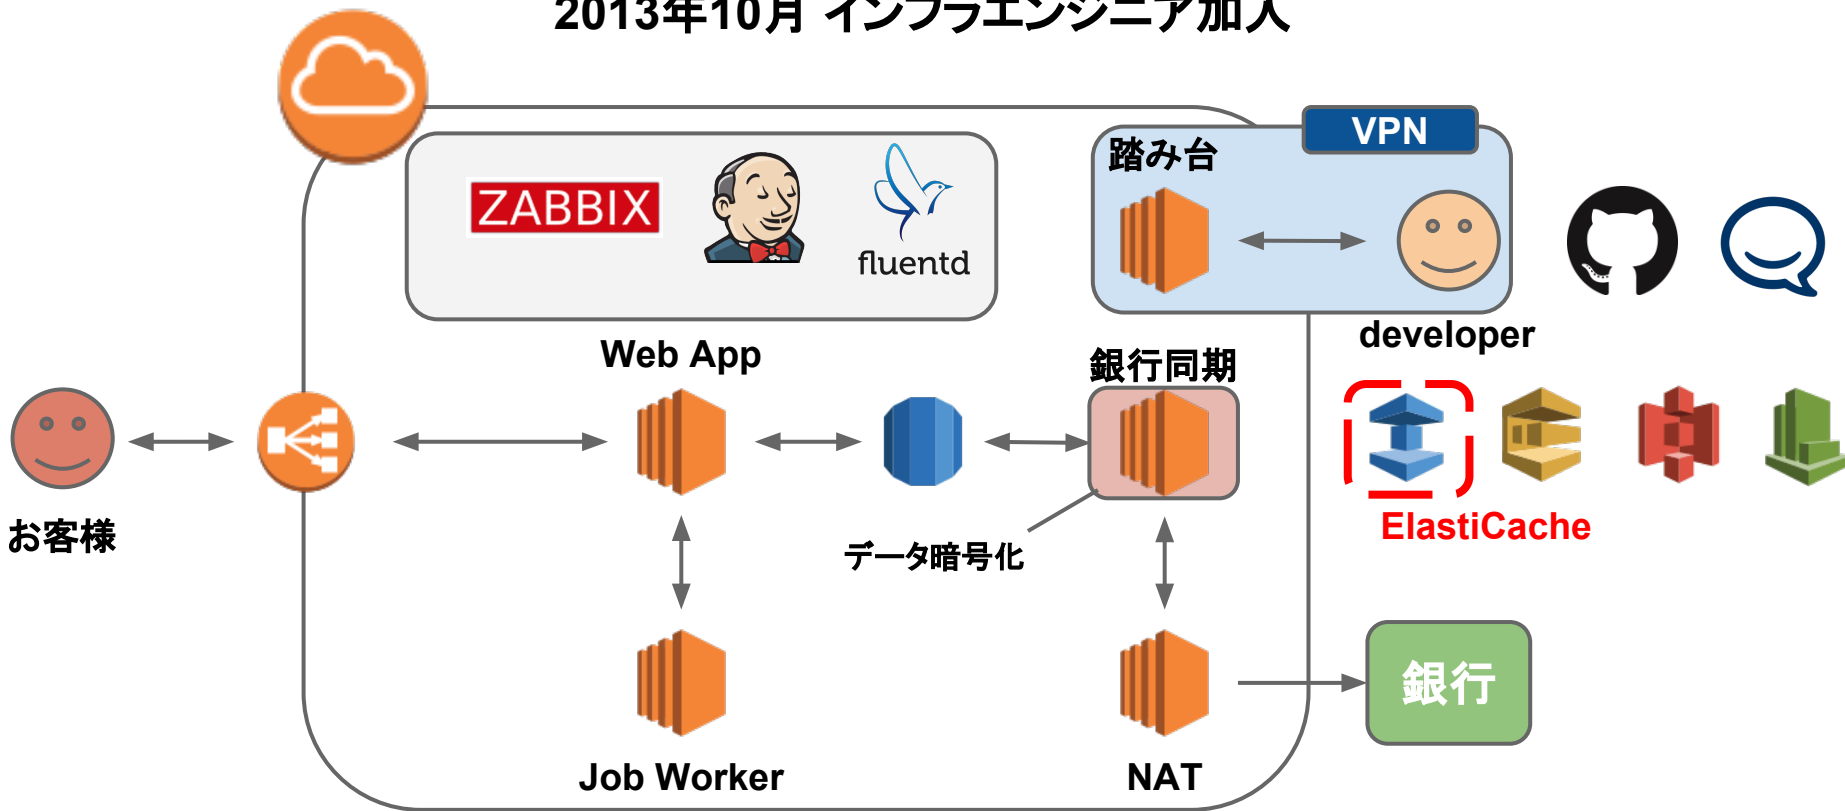 2013年10月 インフラエンジニア加入
VPN
踏み台
ZABBIX
fluentd
developer
Web App
銀行同期
ElastiCache
お客様
データ暗号化
銀行
Job Worker
NAT